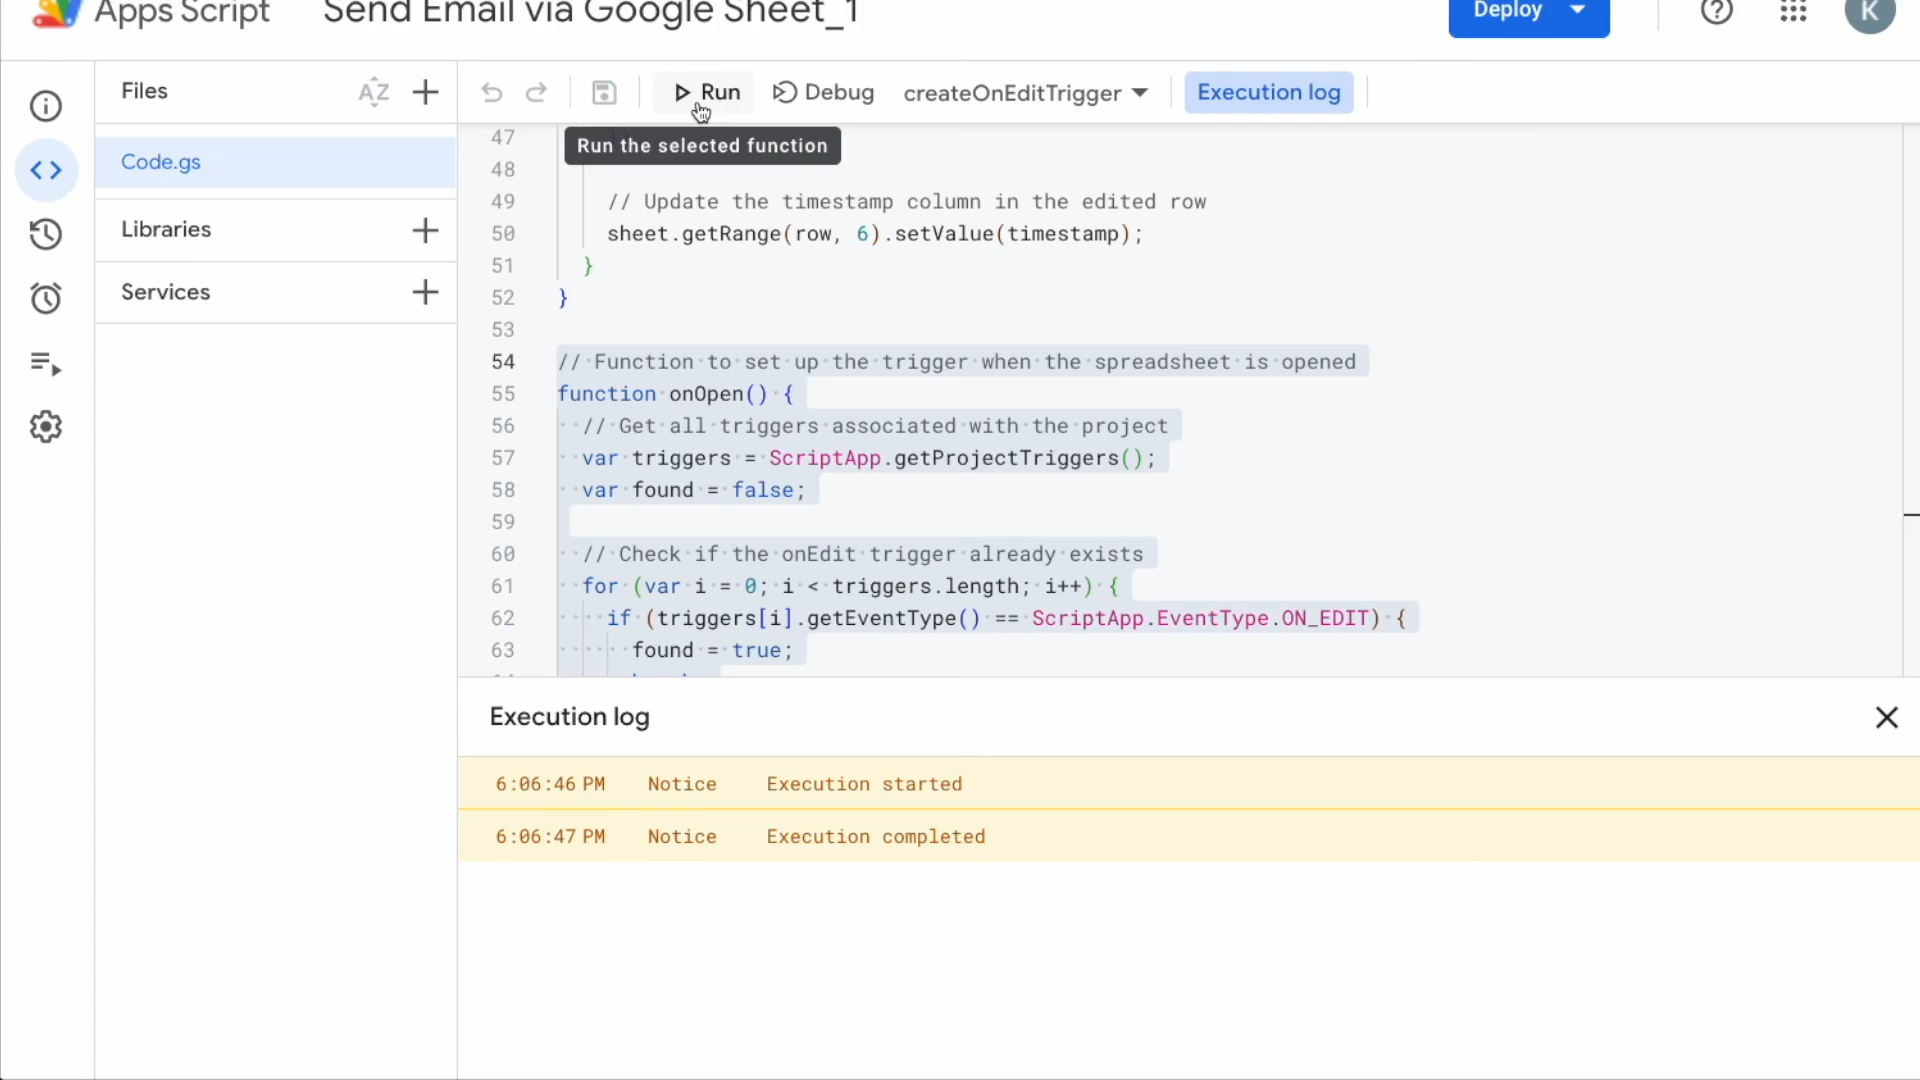 Apps Script Send Email via Google Sheet_1 Deploy K
Files AZ
Run Debug createOnEditTrigger Execution log
Run the selected function
Code.gs
Libraries
Services
47
48
49 // Update the timestamp column in the edited row
50 sheet.getRange(row, 6).setValue(timestamp);
51 }
52 }
53
54 // Function to set up the trigger when the spreadsheet is opened
55 function onOpen() {
56 // Get all triggers associated with the project
57 var triggers = ScriptApp.getProjectTriggers();
58 var found = false;
59
60 // Check if the onEdit trigger already exists
61 for (var i = 0; i < triggers.length; i++) {
62 if (triggers[i].getEventType() == ScriptApp.EventType.ON_EDIT) {
63 found = true;
Execution log
6:06:46 PM Notice Execution started
6:06:47 PM Notice Execution completed